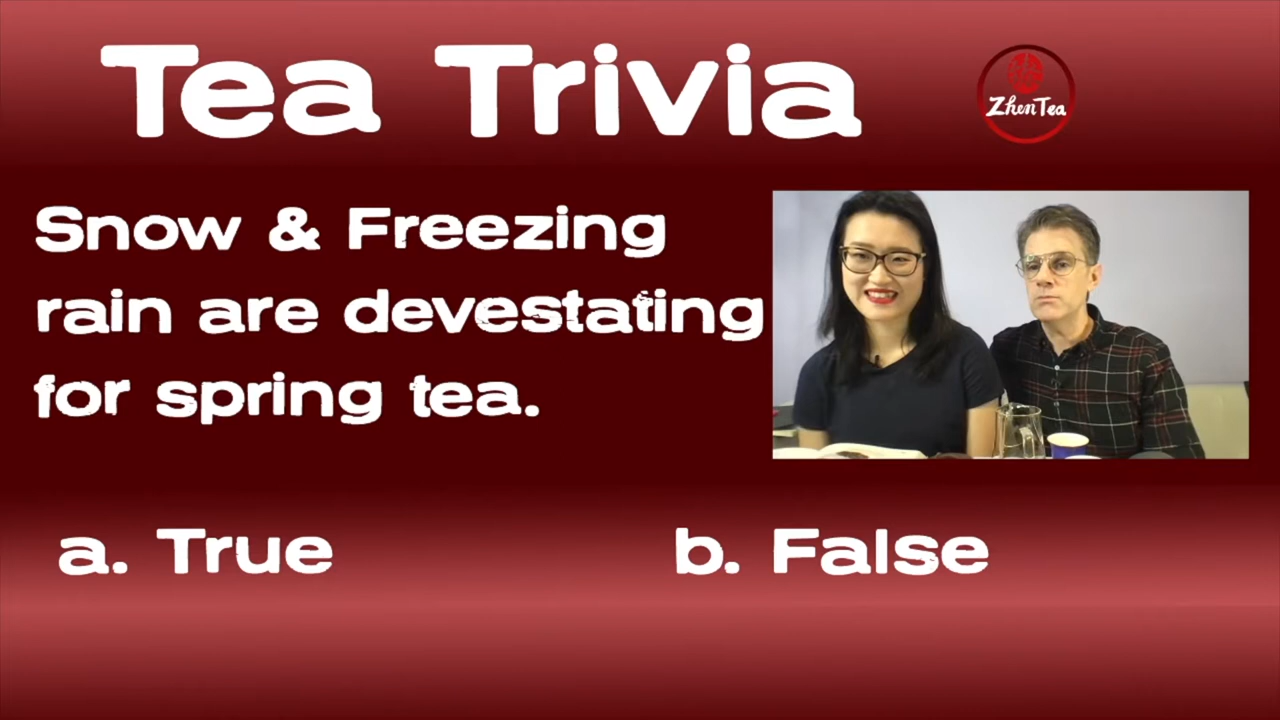 Tea Trivia
ZhenTea
Snow & Freezing
rain are devestating
for spring tea.
a. True
b. False